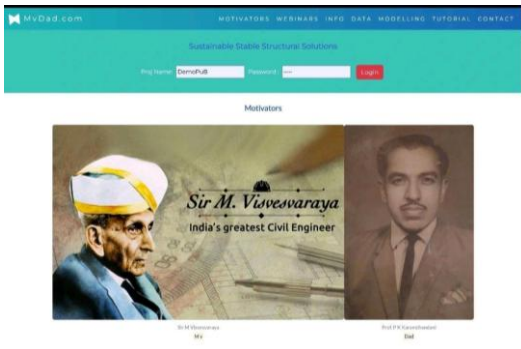 MvDad.com
MOTIVATORS WEBINARS INFO DATA MODELLING TUTORIAL CONTACT
Sustainable Stable Structural Solutions
Prig Name: DemoPuB Password: Login
Motivators
Sir M. Visvesvaraya
India's greatest Civil Engineer
Sir M Visvesvaraya
MV
Dad